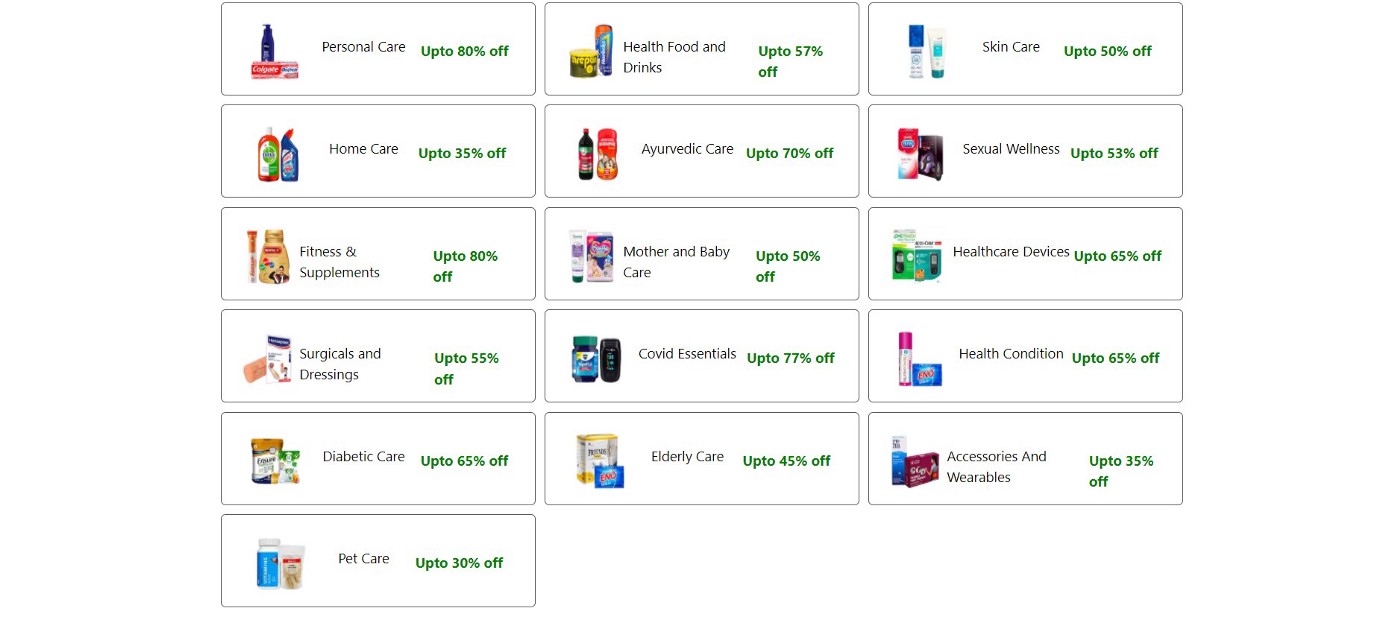 Personal Care
Upto 80% off
Health Food and
Drinks
Upto 57%
off
Skin Care
Upto 50% off
Home Care
Upto 35% off
Ayurvedic Care
Upto 70% off
Sexual Wellness
Upto 53% off
Fitness &
Supplements
Upto 80%
off
Mother and Baby
Care
Upto 50%
off
Healthcare Devices
Upto 65% off
Surgicals and
Dressings
Upto 55%
off
Covid Essentials
Upto 77% off
Health Condition
Upto 65% off
Diabetic Care
Upto 65% off
Elderly Care
Upto 45% off
Accessories And
Wearables
Upto 35%
off
Pet Care
Upto 30% off
Colgate
ENO
ENO